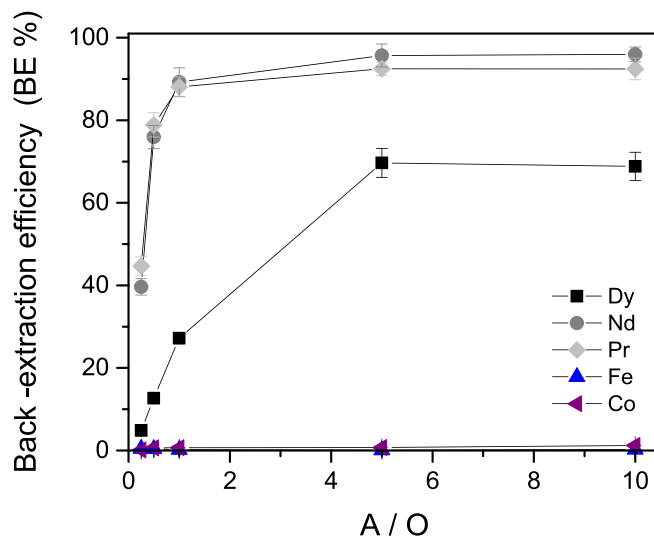 Back -extraction efficiency (BE %)
100
80
60
40
20
0
0 2 4 6 8 10
A / O
Dy
Nd
Pr
Fe
Co